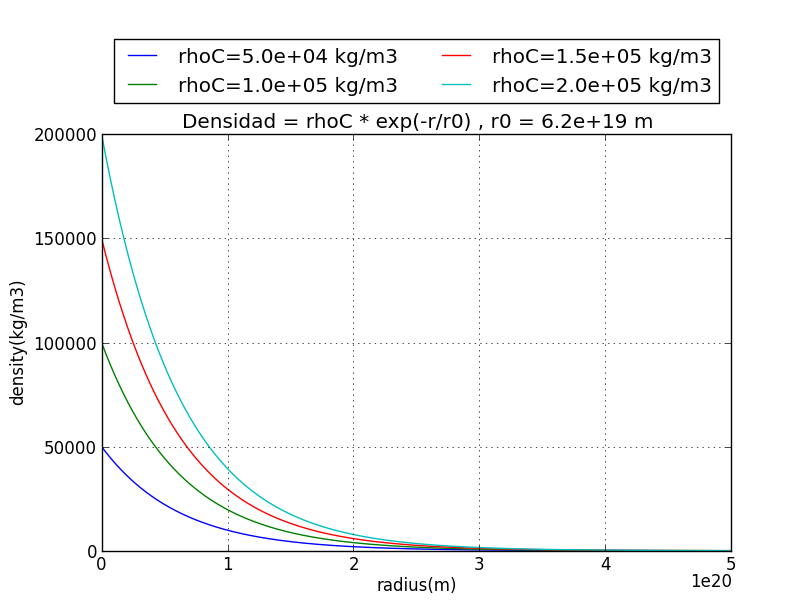 rhoC=5.0e+04 kg/m3 rhoC=1.5e+05 kg/m3
rhoC=1.0e+05 kg/m3 rhoC=2.0e+05 kg/m3
Densidad = rhoC * exp(-r/r0) , r0 = 6.2e+19 m
200000
150000
100000
50000
0
density(kg/m3)
0 1 2 3 4 5
1e20
radius(m)